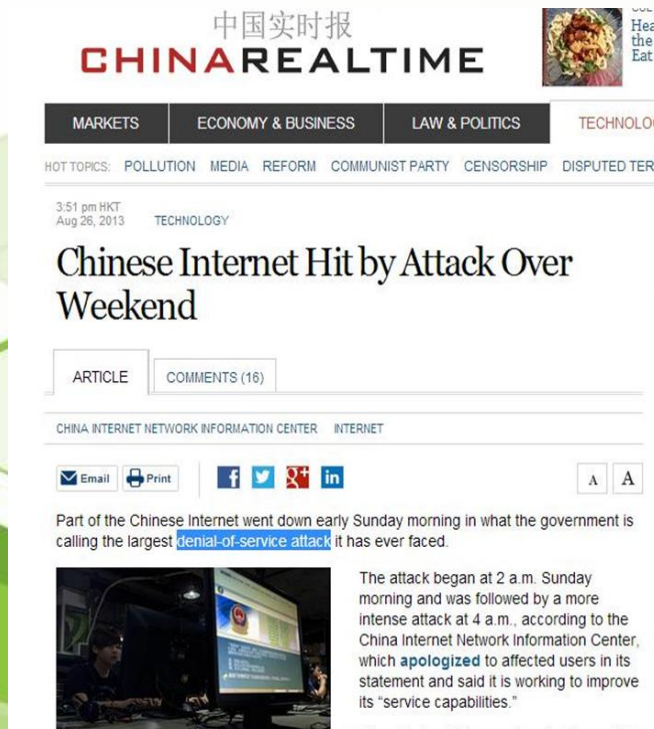 中国实时报
CHINAREALTIME
the
Eat
MARKETS ECONOMY & BUSINESS LAW & POLITICS
HOT TOPICS: POLLUTION MEDIA REFORM COMMUNIST PARTY CENSORSHIP DISPUTED
3:51 pm HKT
Aug 26, 2013 TECHNOLOGY
Chinese Internet Hit by Attack Over
Weekend
ARTICLE COMMENTS (16)
CHINA INTERNET NETWORK INFORMATION CENTER INTERNET
Email Print f g+ in A A
Part of the Chinese Internet went down early Sunday morning in what the government is
calling the largest denial-of-service attack it has ever faced.
The attack began at 2 a.m. Sunday
morning and was followed by a more
intense attack at 4 a.m., according to the
China Internet Network Information Center,
which apologized to affected users in its
statement and said it is working to improve
its “service capabilities.”